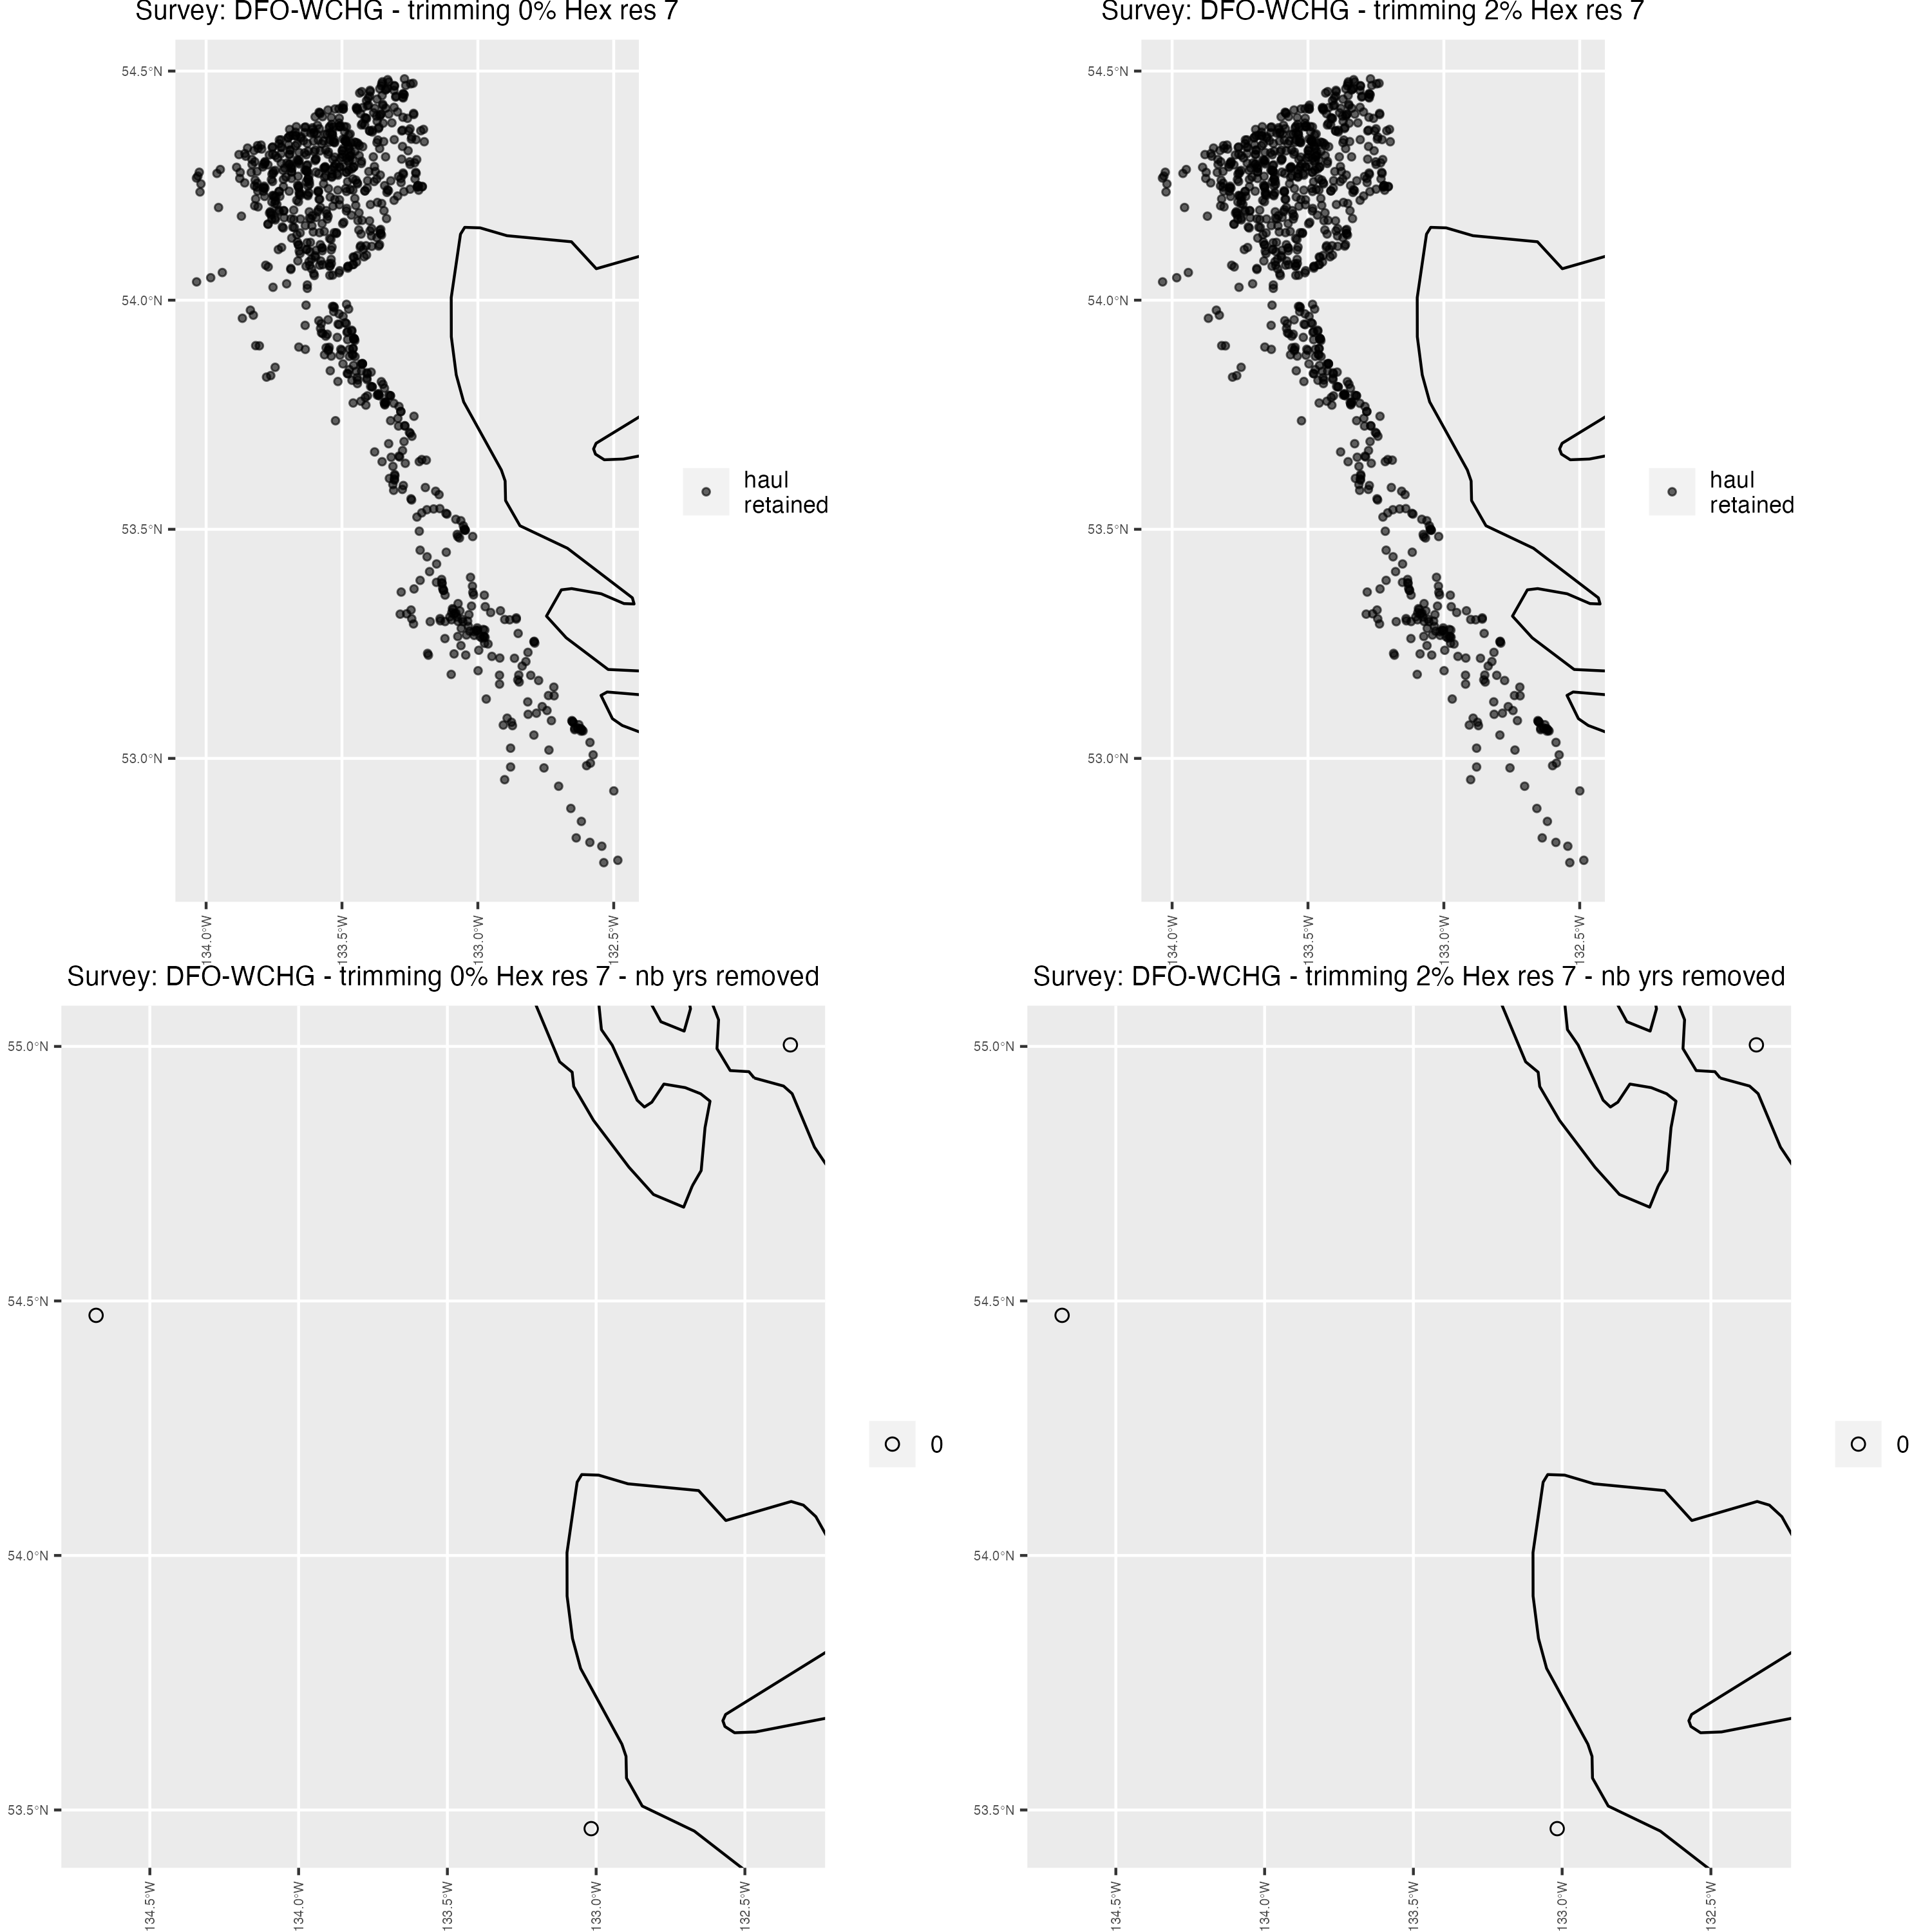 Survey: DFO-WCHG - trimming 0% Hex res 7
54.5°N
54.0°N
53.5°N
53.0°N
134.0°W
133.5°W
133.0°W
132.5°W
haul
retained
Survey: DFO-WCHG - trimming 2% Hex res 7
54.5°N
54.0°N
53.5°N
53.0°N
134.0°W
133.5°W
133.0°W
132.5°W
haul
retained
Survey: DFO-WCHG - trimming 0% Hex res 7 - nb yrs removed
55.0°N
54.5°N
54.0°N
53.5°N
134.5°W
134.0°W
133.5°W
133.0°W
132.5°W
0
Survey: DFO-WCHG - trimming 2% Hex res 7 - nb yrs removed
55.0°N
54.5°N
54.0°N
53.5°N
134.5°W
134.0°W
133.5°W
133.0°W
132.5°W
0